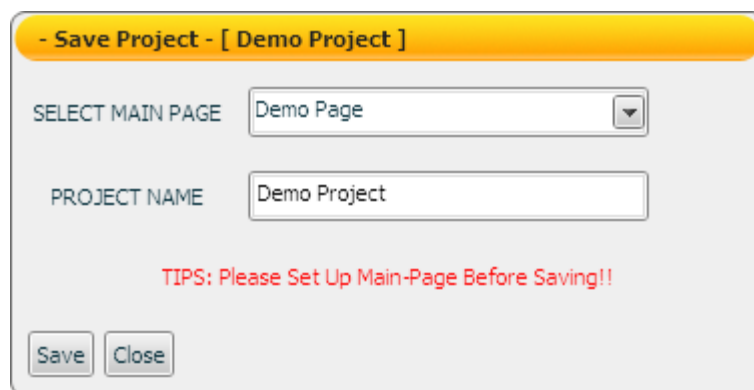 - Save Project - [ Demo Project ]
SELECT MAIN PAGE Demo Page
PROJECT NAME Demo Project
TIPS: Please Set Up Main-Page Before Saving!!
Save Close